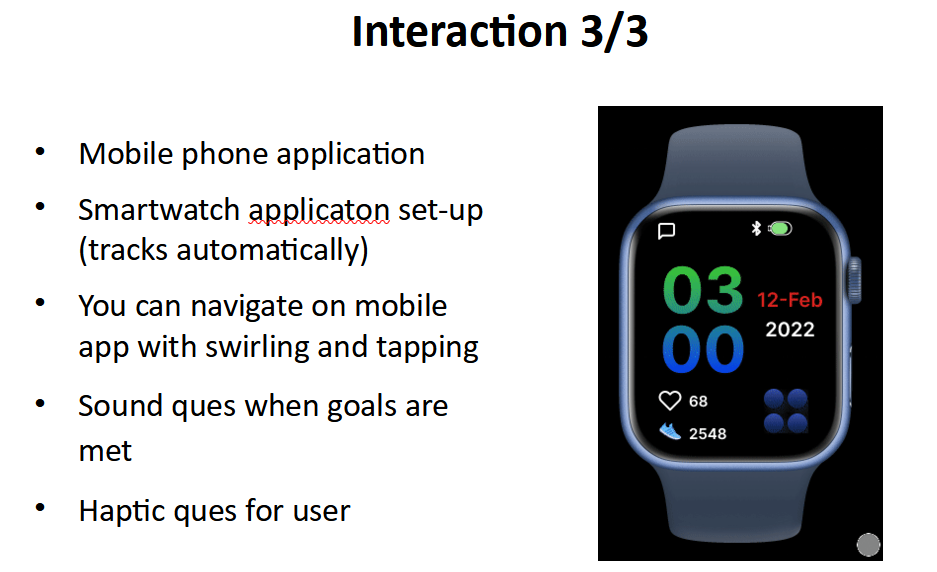 Interaction 3/3
• Mobile phone application
• Smartwatch applicaton set-up
(tracks automatically)
• You can navigate on mobile
app with swirling and tapping
• Sound ques when goals are
met
• Haptic ques for user
03
12-Feb
00
2022
68
2548